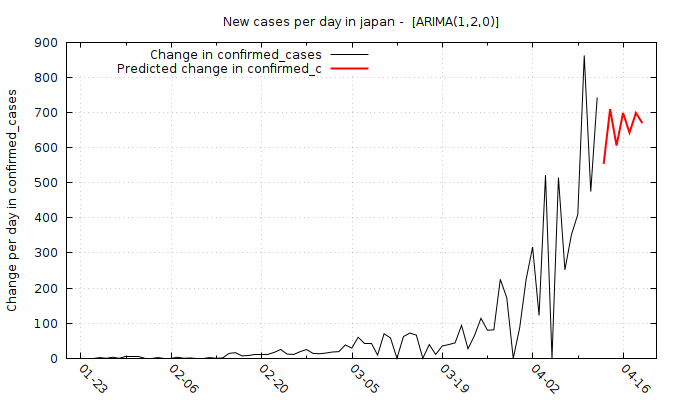 New cases per day in japan -  [ARIMA(1,2,0)]
Change in confirmed_cases
Predicted change in confirmed_c
Change per day in confirmed_cases
900
800
700
600
500
400
300
200
100
0
01-23 02-06 02-20 03-05 03-19 04-02 04-16